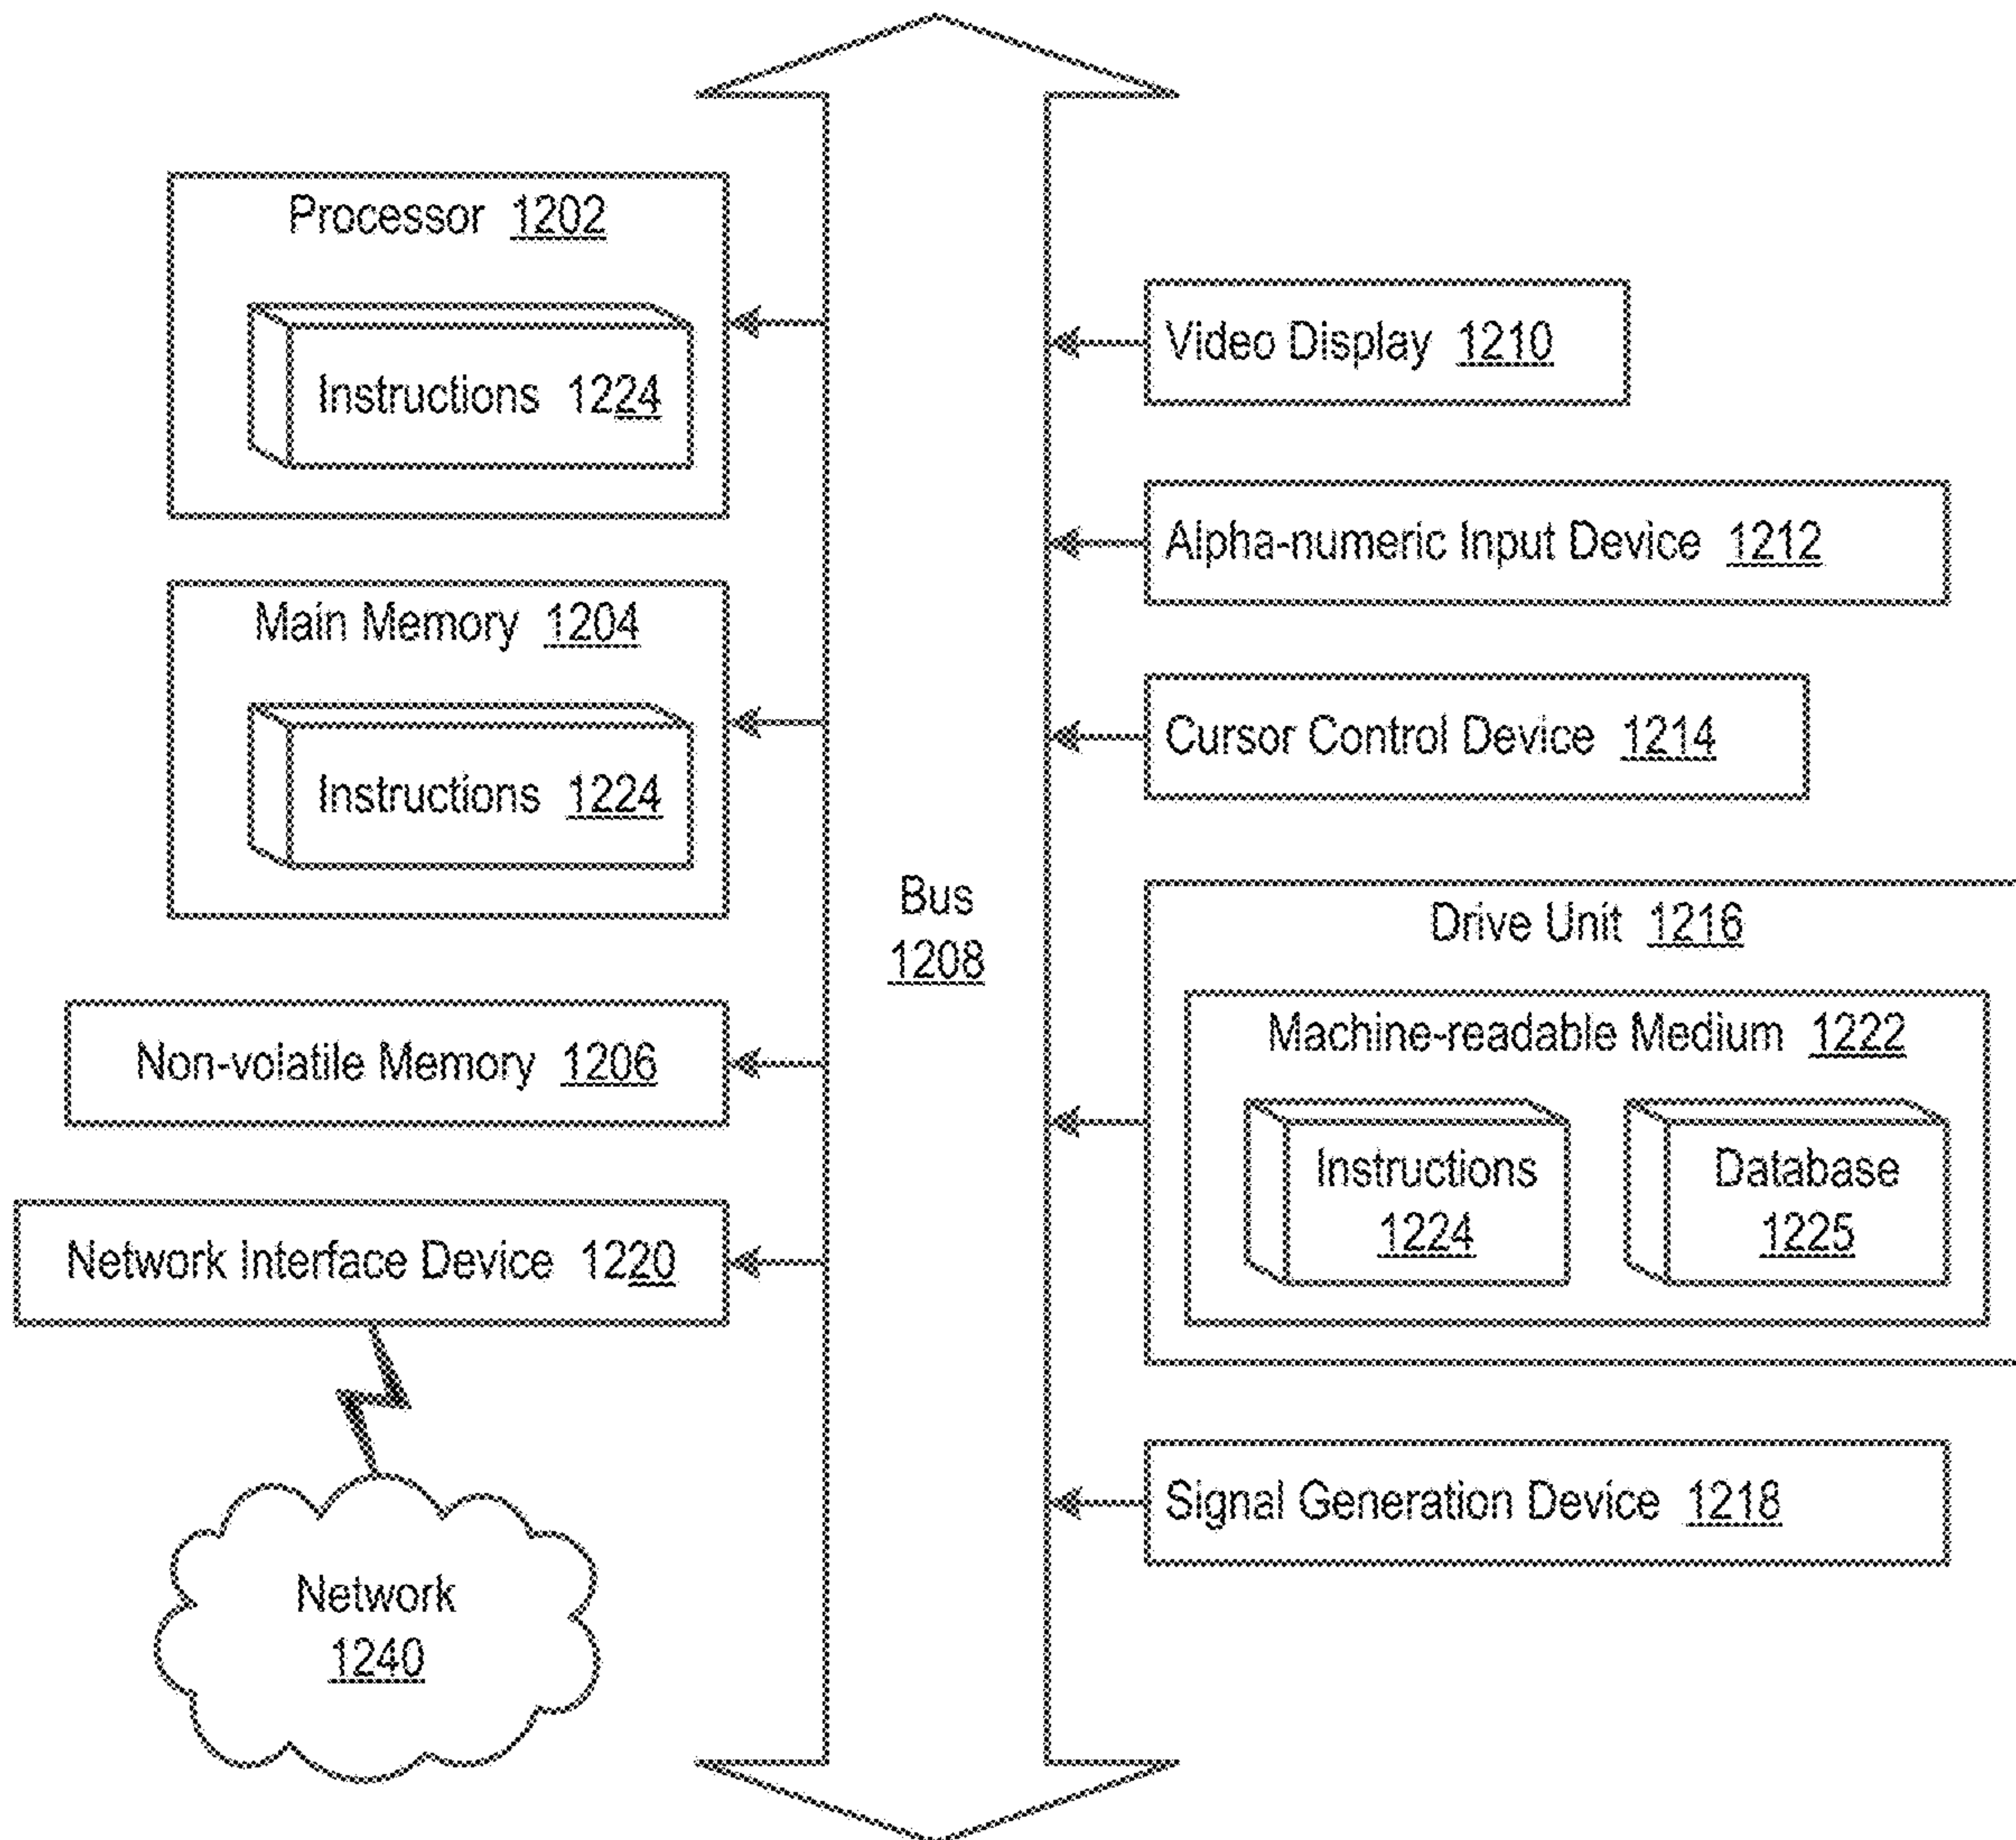 Processor 1202
Instructions 1224
Main Memory 1204
Instructions 1224
Non-volatile Memory 1206
Network Interface Device 1220
Network
1240
Bus
1208
Video Display 1210
Alpha-numeric Input Device 1212
Cursor Control Device 1214
Drive Unit 1216
Machine-readable Medium 1222
Instructions
1224
Database
1225
Signal Generation Device 1218